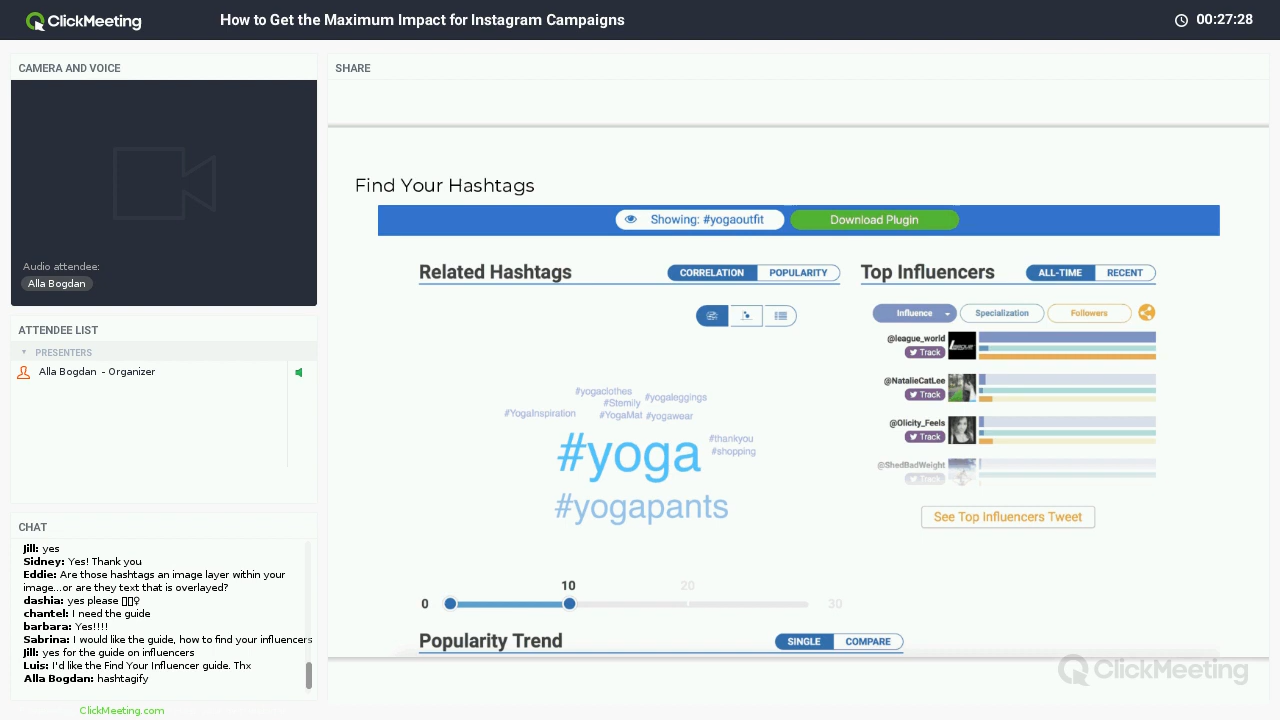 ClickMeeting
How to Get the Maximum Impact for Instagram Campaigns
00:27:28
CAMERA AND VOICE
Audio attendee:
Alla Bogdan
ATTENDEE LIST
PRESENTERS
Alla Bogdan - Organizer
CHAT
Jill: yes
Sidney: Yes! Thank you
Eddie: Are those hashtags an image layer within your
image...or are they text that is overlayed?
dashia: yes please
chantel: I need the guide
barbara: Yes!!!!
Sabrina: I would like the guide, how to find your influencers
Jill: yes for the guide on influencers
Luis: I'd like the Find Your Influencer guide. Thx
Alla Bogdan: hashtagify
ClickMeeting.com
SHARE
Find Your Hashtags
Showing: #yogaoutfit
Download Plugin
Related Hashtags
CORRELATION
POPULARITY
#yogaclothes
#yogaleggings
#Stemily
#YogaInspiration
#YogaMat
#yogawear
#yoga
#thankyou
#shopping
#yogapants
0
10
20
30
Popularity Trend
SINGLE
COMPARE
Top Influencers
ALL-TIME
RECENT
Influence
Specialization
Followers
@league_world
Track
@NatalieCatLee
Track
@Olicity_Feels
Track
@ShedBadWeight
Track
See Top Influencers Tweet
ClickMeeting